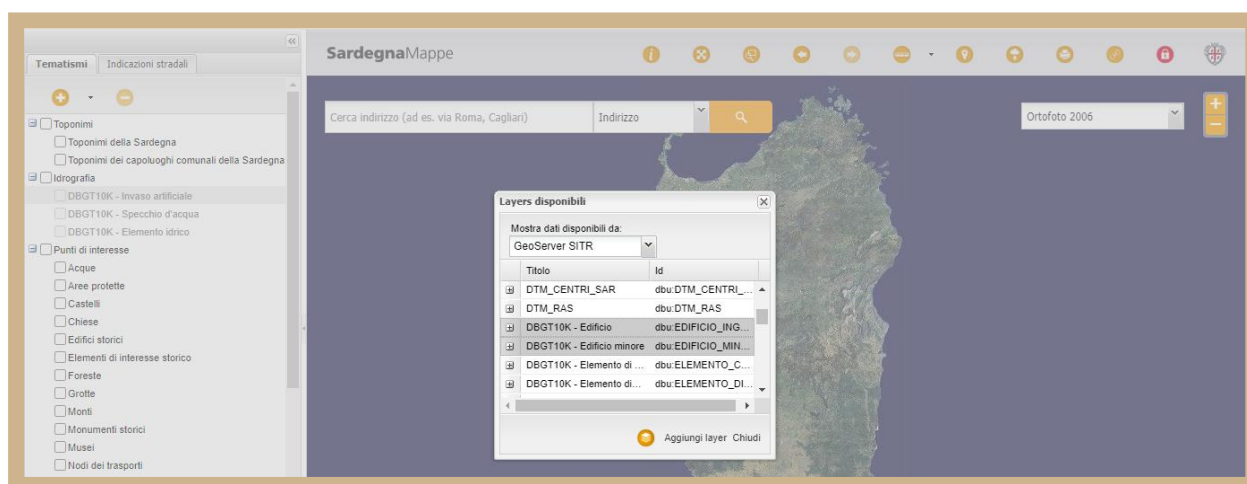 SardegnaMappe
Tematismi
Indicazioni stradali
Toponimi
Toponimi della Sardegna
Toponimi dei capoluoghi comunali della Sardegna
Idrografia
DBGT10K - Invaso artificiale
DBGT10K - Specchio d'acqua
DBGT10K - Elemento idrico
Punti di interesse
Acque
Aree protette
Castelli
Chiese
Edifici storici
Elementi di interesse storico
Foreste
Grotte
Monti
Monumenti storici
Musei
Nodi dei trasporti
Cerca indirizzo (ad es. via Roma, Cagliari)
Indirizzo
Ortofoto 2006
Layers disponibili
Mostra dati disponibili da:
GeoServer SITR
Titolo Id
DTM_CENTRI_SAR dbu:DTM_CENTRI_...
DTM_RAS dbu:DTM_RAS
DBGT10K - Edificio dbu:EDIFICIO_ING...
DBGT10K - Edificio minore dbu:EDIFICIO_MIN...
DBGT10K - Elemento di ... dbu:ELEMENTO_C...
DBGT10K - Elemento di... dbu:ELEMENTO_DI...
Aggiungi layer Chiudi